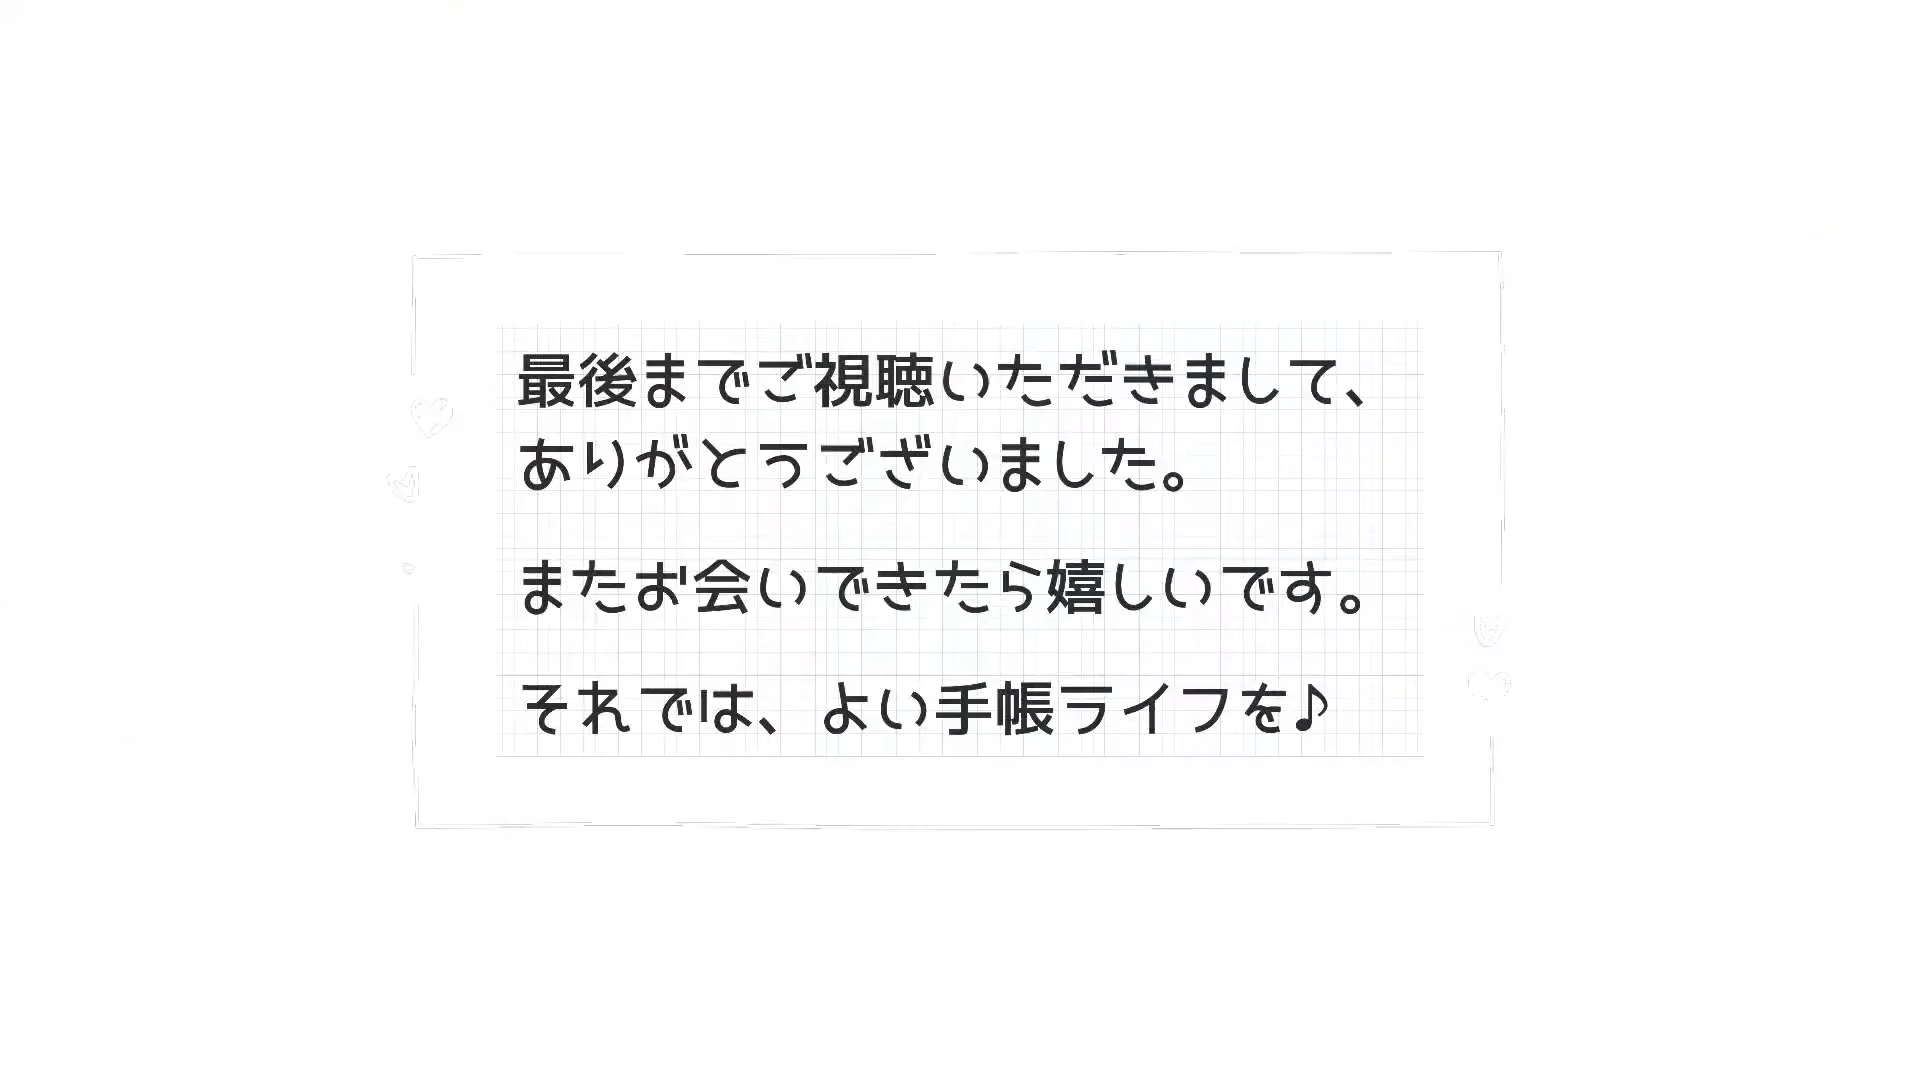 最後までご視聴いただきまして、
ありがとうございました。
またお会いできたら嬉しいです。
それでは、よい手帳ライフを♪